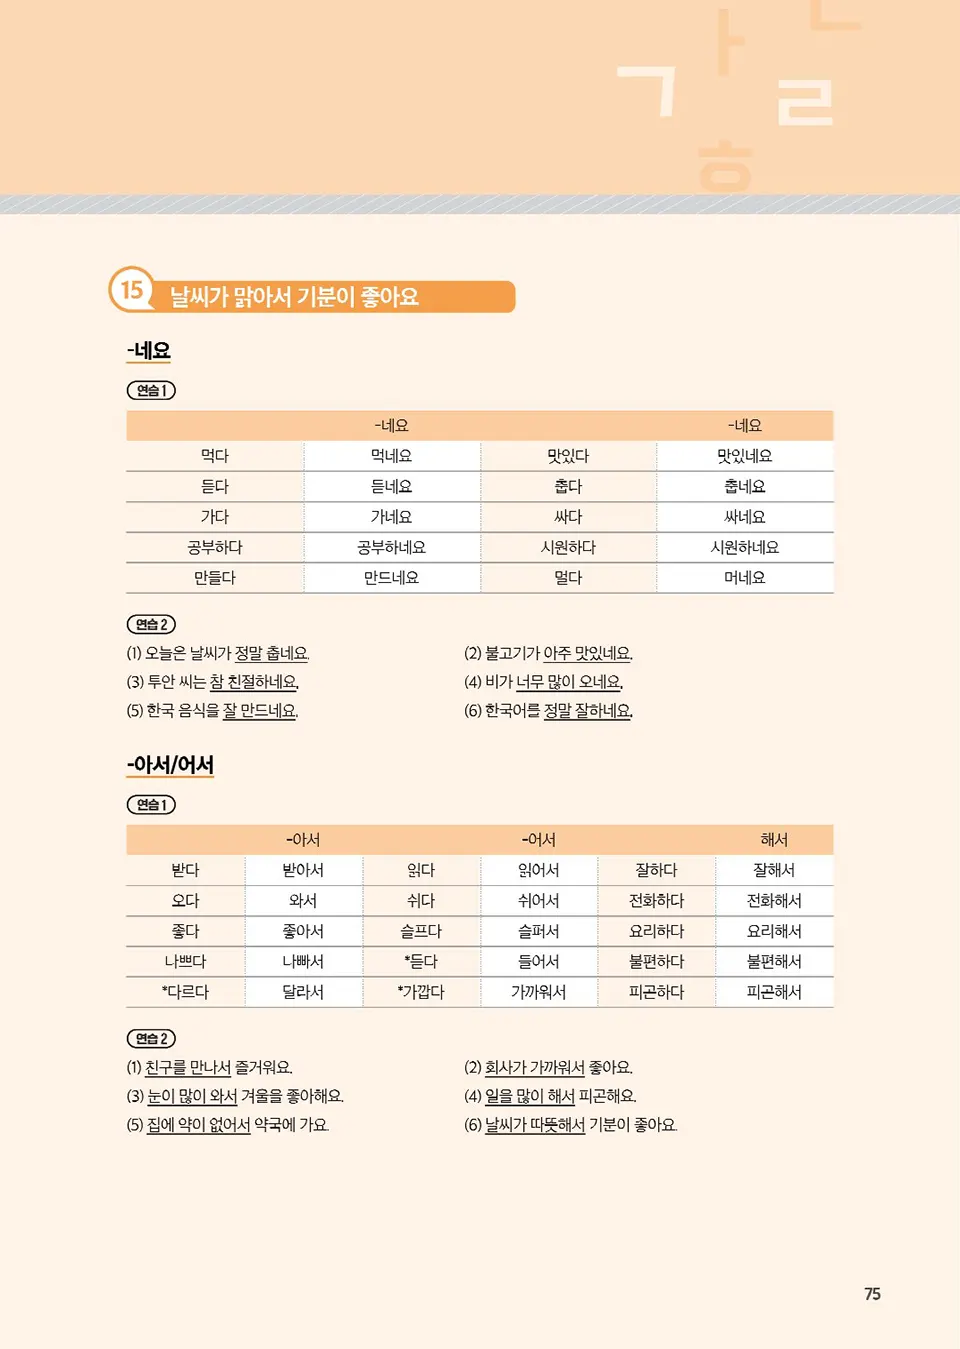 15 날씨가 맑아서 기분이 좋아요
-네요
연습 1
-네요 -네요
먹다 먹네요 맛있다 맛있네요
듣다 듣네요 춥다 춥네요
가다 가네요 싸다 싸네요
공부하다 공부하네요 시원하다 시원하네요
만들다 만드네요 멀다 머네요
연습 2
(1) 오늘은 날씨가 정말 춥네요. (2) 불고기가 아주 맛있네요.
(3) 투안 씨는 참 친절하네요. (4) 비가 너무 많이 오네요.
(5) 한국 음식을 잘 만드네요. (6) 한국어를 정말 잘하네요.
-아서/어서
연습 1
-아서 -어서 해서
받다 받아서 읽다 읽어서 잘하다 잘해서
오다 와서 쉬다 쉬어서 전화하다 전화해서
좋다 좋아서 슬프다 슬퍼서 요리하다 요리해서
나쁘다 나빠서 *듣다 들어서 불편하다 불편해서
*다르다 달라서 *가깝다 가까워서 피곤하다 피곤해서
연습 2
(1) 친구를 만나서 즐거워요. (2) 회사가 가까워서 좋아요.
(3) 눈이 많이 와서 겨울을 좋아해요. (4) 일을 많이 해서 피곤해요.
(5) 집에 약이 없어서 약국에 가요. (6) 날씨가 따뜻해서 기분이 좋아요.
75